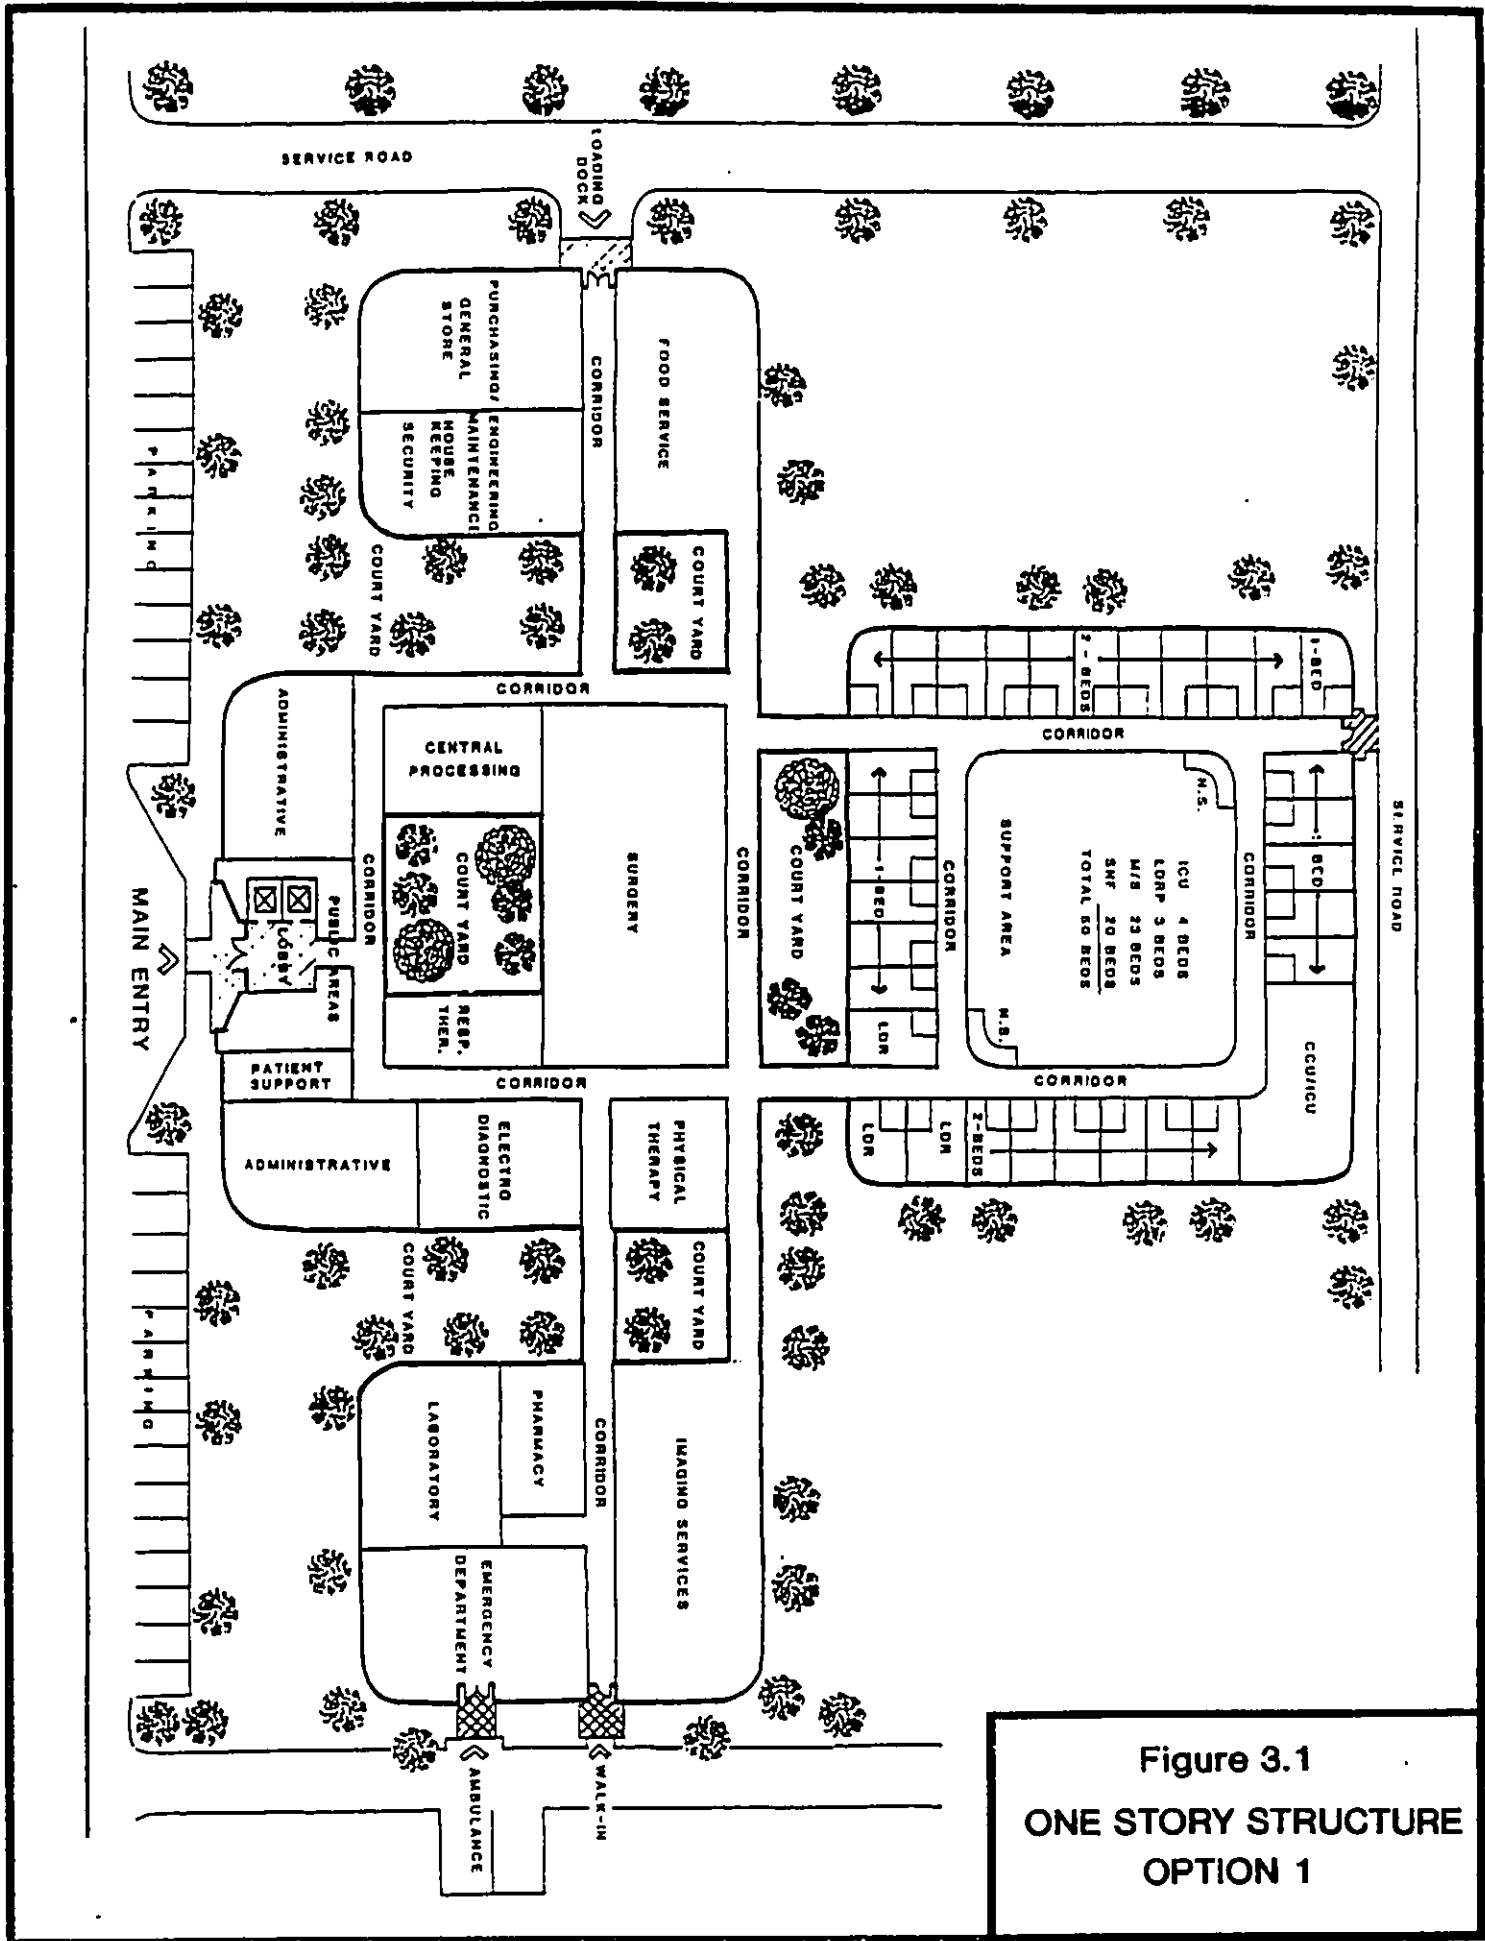 SERVICE ROAD
LOADING
DOCK
PURCHASING/
GENERAL
STORE
ENGINEERING
MAINTENANCE
HOUSE
KEEPING
SECURITY
CORRIDOR
FOOD SERVICE
COURT YARD
COURT YARD
PARKING
ADMINISTRATIVE
CORRIDOR
CENTRAL
PROCESSING
SURGERY
COURT YARD
RESP.
THER.
CORRIDOR
CORRIDOR
PUBLIC AREAS
LOBBY
MAIN ENTRY
PATIENT
SUPPORT
CORRIDOR
ADMINISTRATIVE
ELECTRO
DIAGNOSTIC
PHYSICAL
THERAPY
COURT YARD
COURT YARD
PARKING
LABORATORY
PHARMACY
CORRIDOR
IMAGING SERVICES
EMERGENCY
DEPARTMENT
AMBULANCE
WALK-IN
1-BED
2-BEDS
CORRIDOR
COURT YARD
1-BED
LDR
CORRIDOR
SUPPORT AREA
N.S.
N.S.
ICU 4 BEDS
LDRP 3 BEDS
M/S 23 BEDS
SNF 20 BEDS
TOTAL 50 BEDS
CORRIDOR
1 BED
CCU/ICU
CORRIDOR
LDR
LDR
2-BEDS
SERVICE ROAD
Figure 3.1
ONE STORY STRUCTURE
OPTION 1